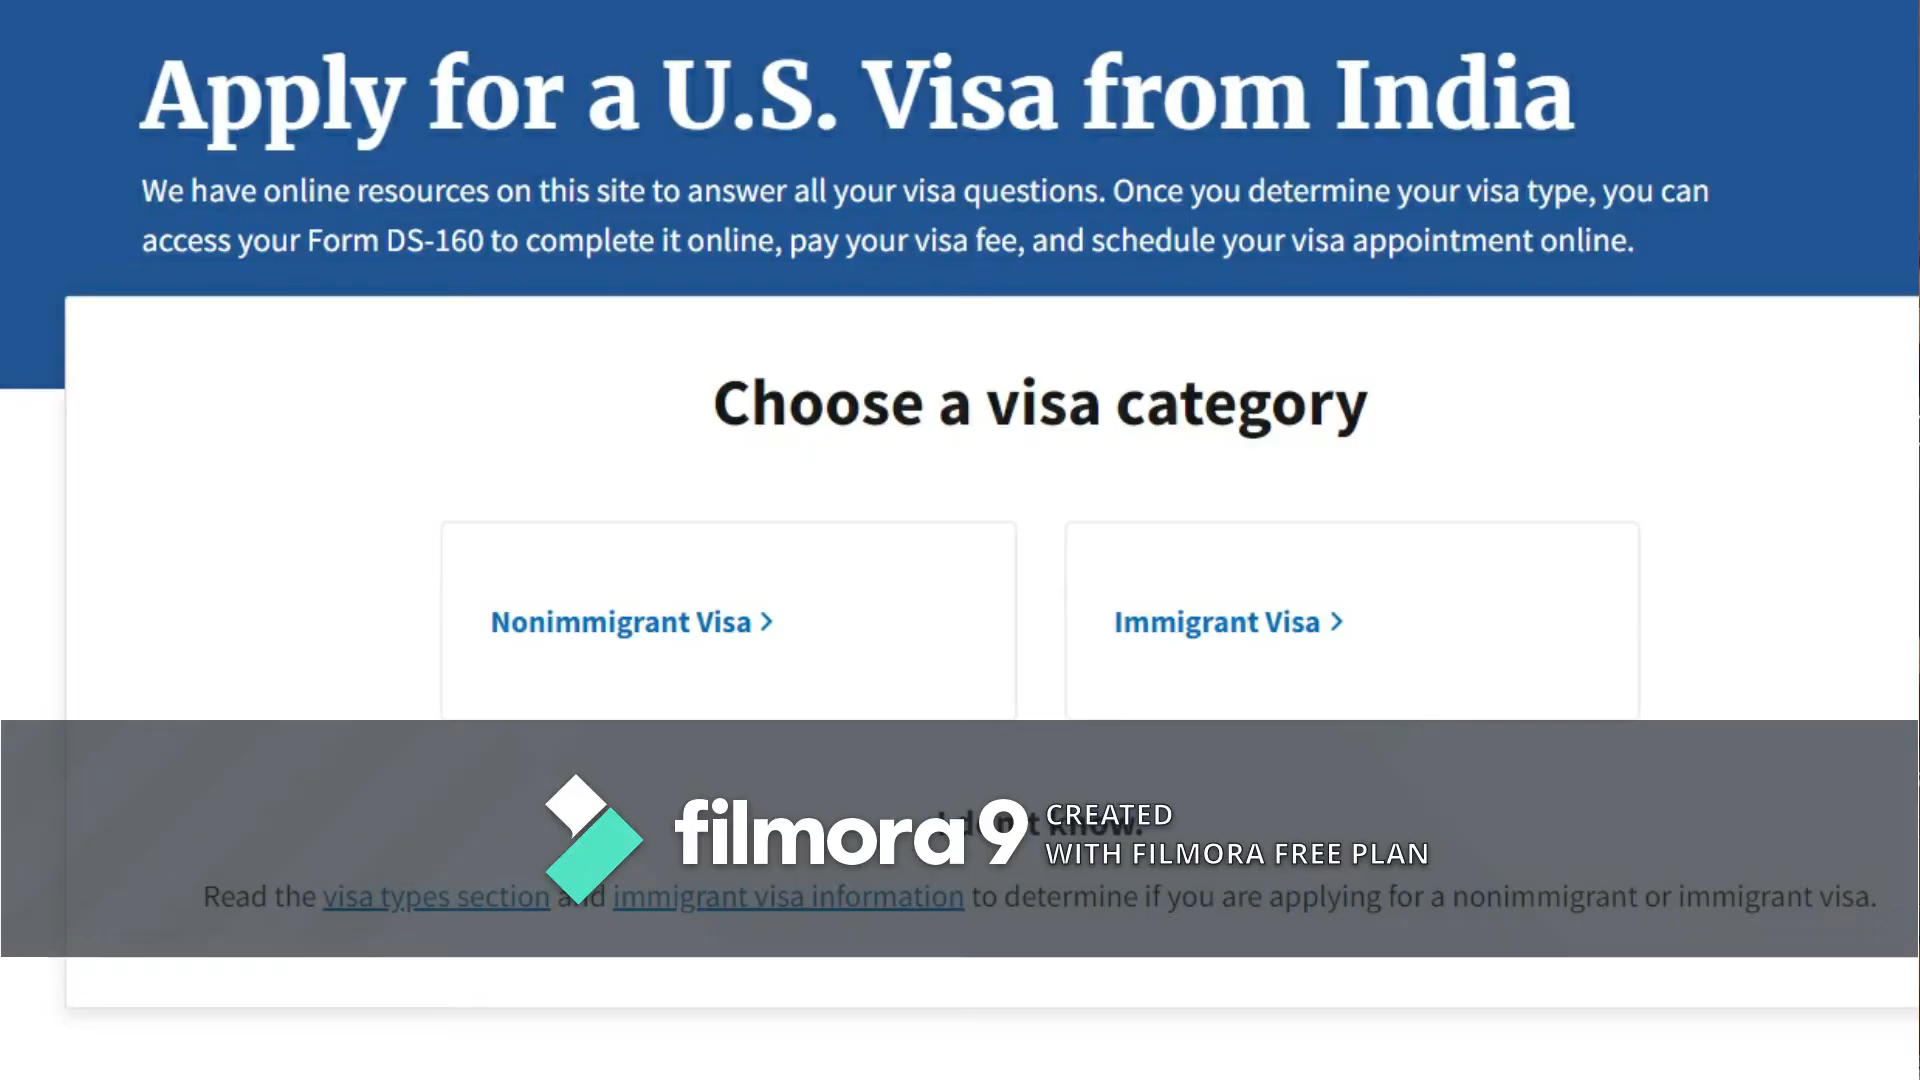 Apply for a U.S. Visa from India
We have online resources on this site to answer all your visa questions. Once you determine your visa type, you can
access your Form DS-160 to complete it online, pay your visa fee, and schedule your visa appointment online.
Choose a visa category
Nonimmigrant Visa >
Immigrant Visa >
filmora9
CREATED
WITH FILMORA FREE PLAN
know.
Read the visa types section and immigrant visa information to determine if you are applying for a nonimmigrant or immigrant visa.